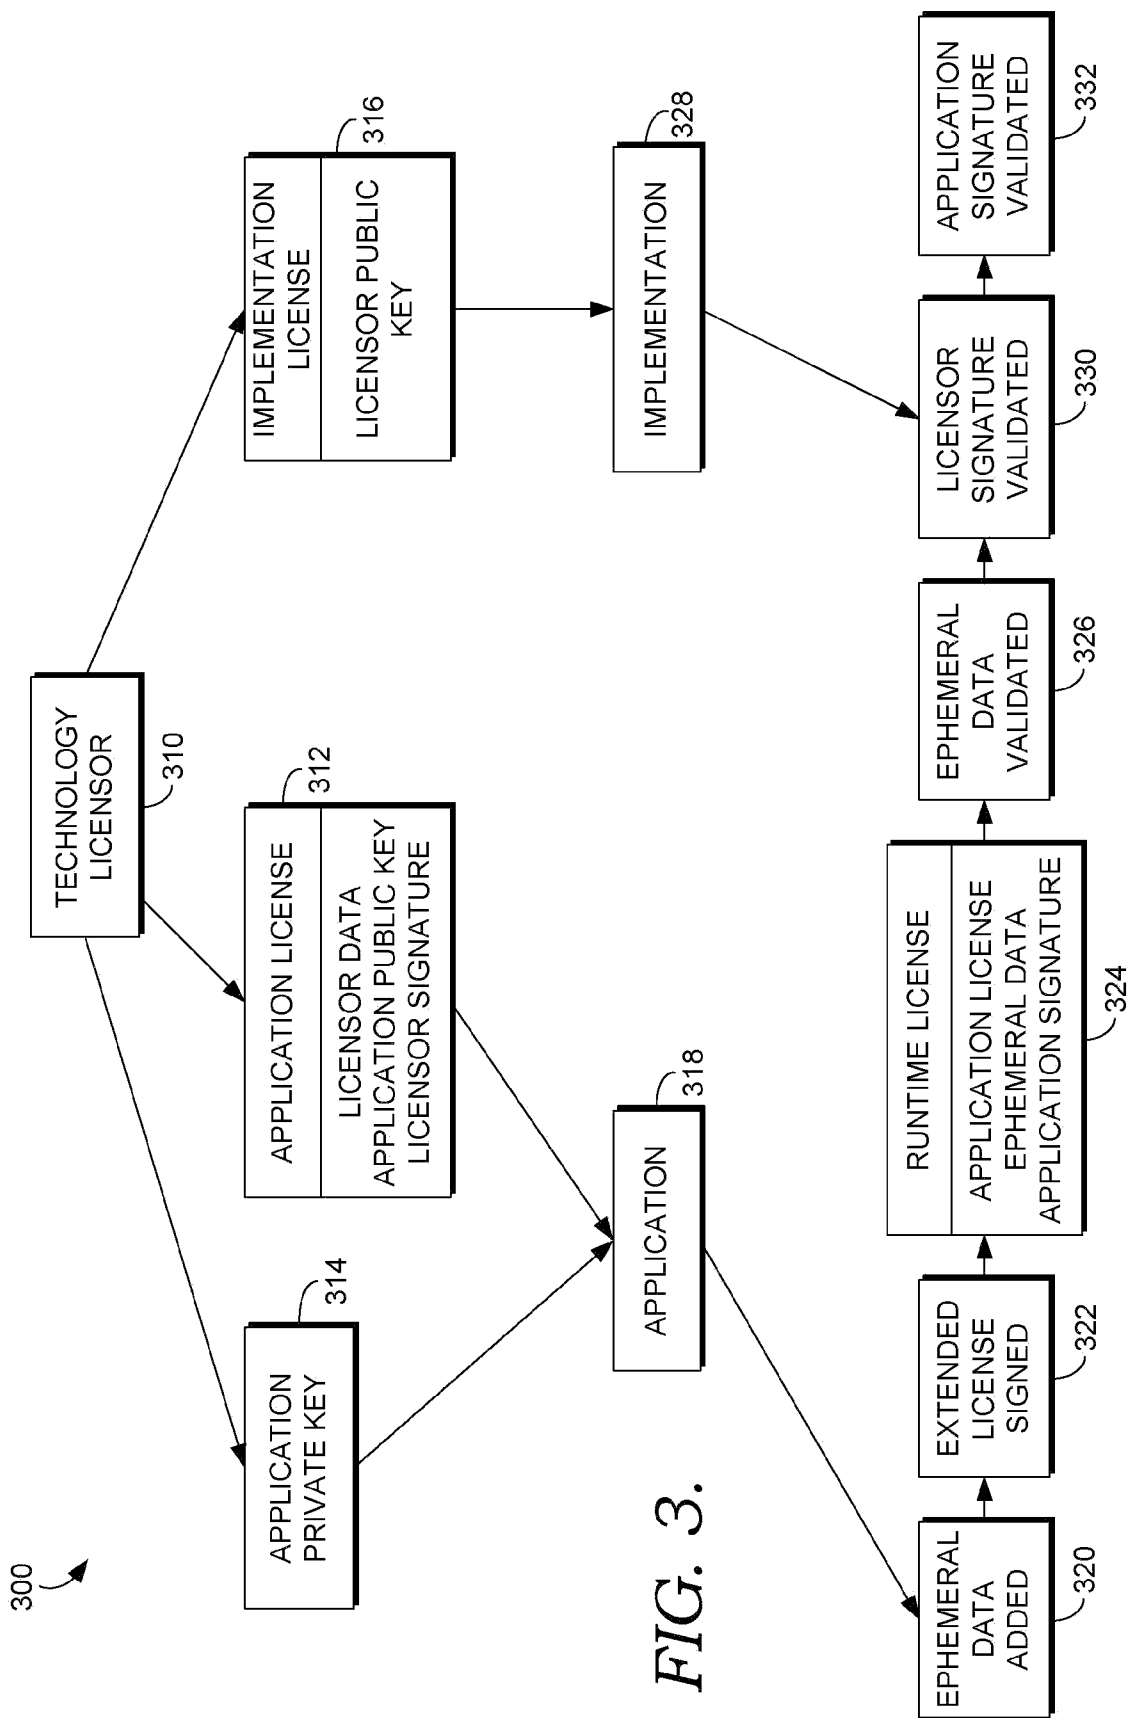 300
TECHNOLOGY
LICENSOR
310
APPLICATION
PRIVATE KEY
314
APPLICATION LICENSE
312
LICENSOR DATA
APPLICATION PUBLIC KEY
LICENSOR SIGNATURE
IMPLEMENTATION
LICENSE
316
LICENSOR PUBLIC
KEY
APPLICATION
318
IMPLEMENTATION
328
FIG. 3.
EPHEMERAL
DATA
ADDED
320
EXTENDED
LICENSE
SIGNED
322
RUNTIME LICENSE
APPLICATION LICENSE
EPHEMERAL DATA
APPLICATION SIGNATURE
324
EPHEMERAL
DATA
VALIDATED
326
LICENSOR
SIGNATURE
VALIDATED
330
APPLICATION
SIGNATURE
VALIDATED
332